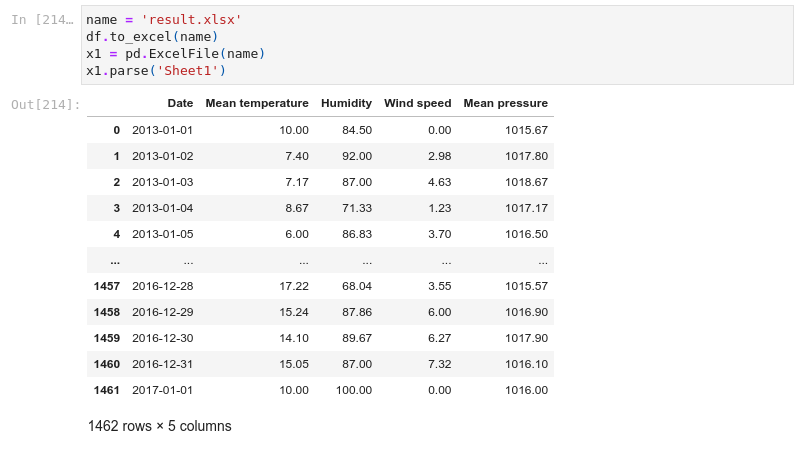 In [214…
name = 'result.xlsx'
df.to_excel(name)
x1 = pd.ExcelFile(name)
x1.parse('Sheet1')
Out[214]:
Date Mean temperature Humidity Wind speed Mean pressure
0 2013-01-01 10.00 84.50 0.00 1015.67
1 2013-01-02 7.40 92.00 2.98 1017.80
2 2013-01-03 7.17 87.00 4.63 1018.67
3 2013-01-04 8.67 71.33 1.23 1017.17
4 2013-01-05 6.00 86.83 3.70 1016.50
... ... ... ... ... ...
1457 2016-12-28 17.22 68.04 3.55 1015.57
1458 2016-12-29 15.24 87.86 6.00 1016.90
1459 2016-12-30 14.10 89.67 6.27 1017.90
1460 2016-12-31 15.05 87.00 7.32 1016.10
1461 2017-01-01 10.00 100.00 0.00 1016.00
1462 rows × 5 columns